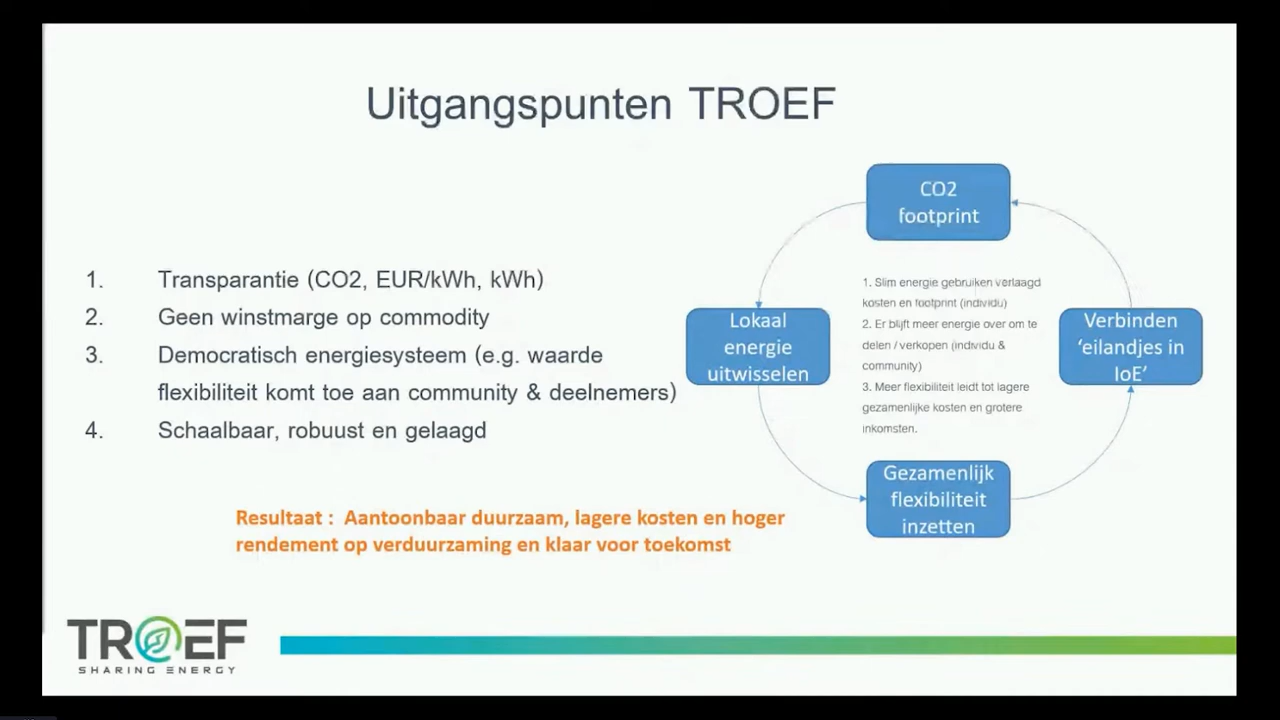 Uitgangspunten TROEF
1. Transparantie (CO2, EUR/kWh, kWh)
2. Geen winstmarge op commodity
3. Democratisch energiesysteem (e.g. waarde
flexibiliteit komt toe aan community & deelnemers)
4. Schaalbaar, robuust en gelaagd
Resultaat : Aantoonbaar duurzaam, lagere kosten en hoger
rendement op verduurzaming en klaar voor toekomst
CO2
footprint
Lokaal
energie
uitwisselen
1. Slim energie gebruiken verlaagd
kosten en footprint (individu)
2. Er blijft meer energie over om te
delen / verkopen (individu &
community)
3. Meer flexibiliteit leidt tot lagere
gezamenlijke kosten en grotere
inkomsten.
Verbinden
‘eilandjes in
IoE’
Gezamenlijk
flexibiliteit
inzetten
TROEF
SHARING ENERGY